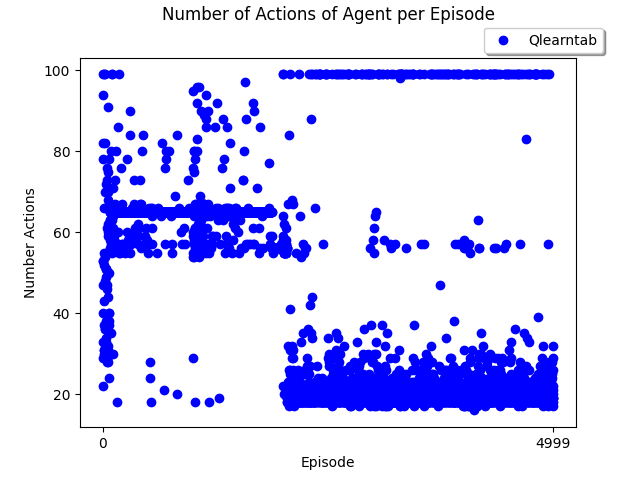 Number of Actions of Agent per Episode
Qlearntab
100
80
60
40
20
Number Actions
0
4999
Episode